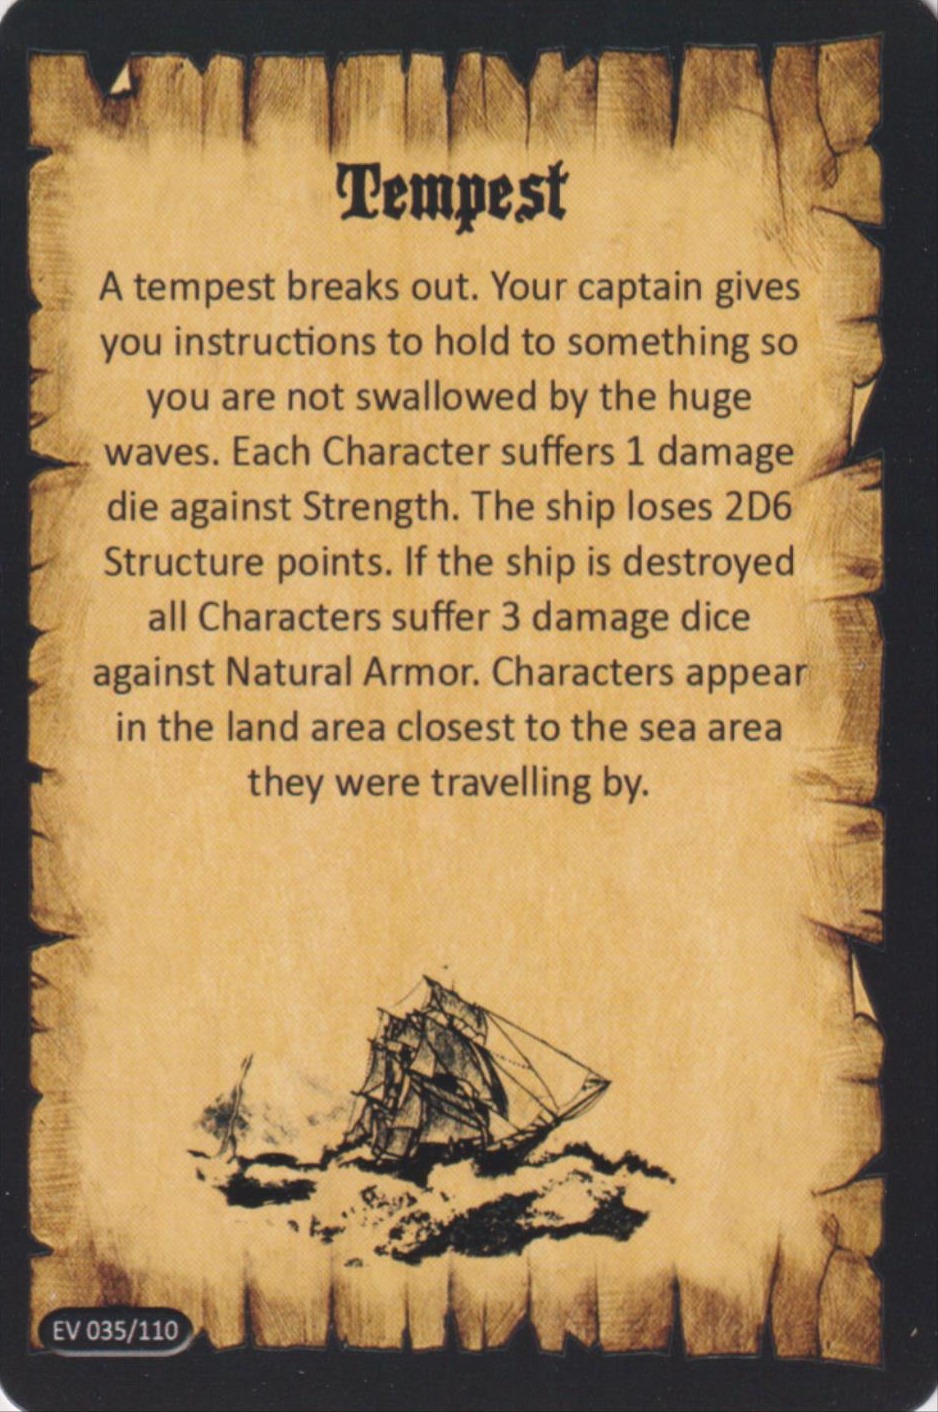 Tempest
A tempest breaks out. Your captain gives
you instructions to hold to something so
you are not swallowed by the huge
waves. Each Character suffers 1 damage
die against Strength. The ship loses 2D6
Structure points. If the ship is destroyed
all Characters suffer 3 damage dice
against Natural Armor. Characters appear
in the land area closest to the sea area
they were travelling by.
EV 035/110